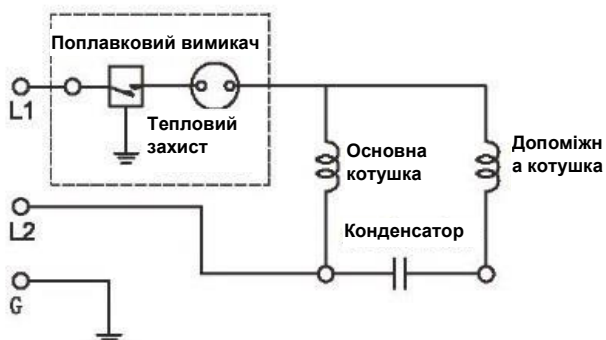 Поплавковий вимикач
L1
Тепловий
захист
Основна
котушка
Допоміжн
а котушка
L2
Конденсатор
G